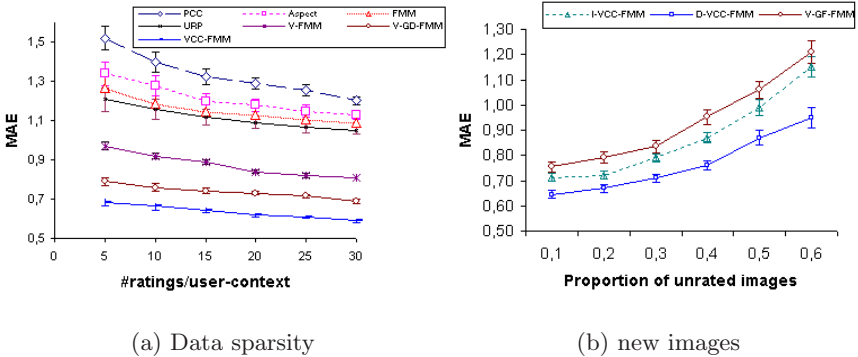 PCC Aspect FMM
URP V-FMM V-GD-FMM
VCC-FMM
1,5
1,3
1,1
0,9
0,7
0,5
MAE
0 5 10 15 20 25 30
#ratings/user-context
(a) Data sparsity
I-VCC-FMM D-VCC-FMM V-GF-FMM
1,40
1,30
1,20
1,10
1,00
0,90
0,80
0,70
0,60
0,50
MAE
0,1 0,2 0,3 0,4 0,5 0,6
Proportion of unrated images
(b) new images